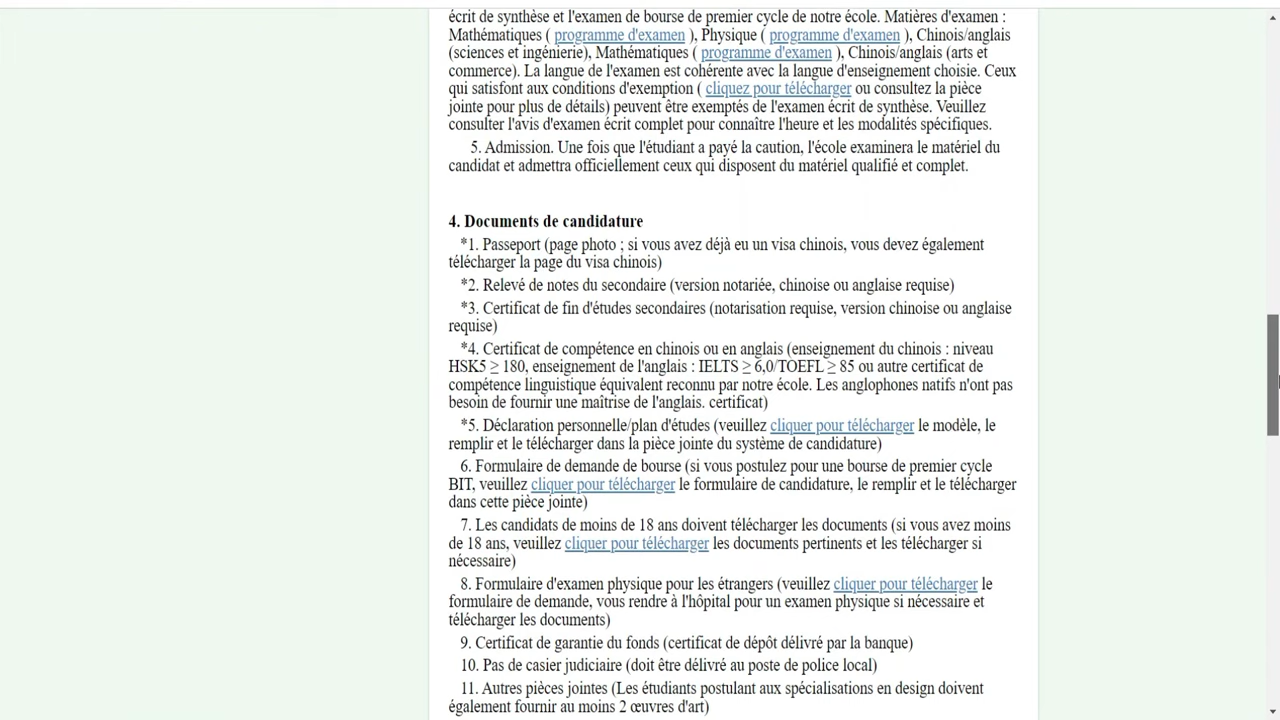 écrit de synthèse et l'examen de bourse de premier cycle de notre école. Matières d'examen :
Mathématiques ( programme d'examen ), Physique ( programme d'examen ), Chinois/anglais
(sciences et ingénierie), Mathématiques ( programme d'examen ), Chinois/anglais (arts et
commerce). La langue de l'examen est cohérente avec la langue d'enseignement choisie. Ceux
qui satisfont aux conditions d'exemption ( cliquez pour télécharger ou consultez la pièce
jointe pour plus de détails) peuvent être exemptés de l'examen écrit de synthèse. Veuillez
consulter l'avis d'examen écrit complet pour connaître l'heure et les modalités spécifiques.
5. Admission. Une fois que l'étudiant a payé la caution, l'école examinera le matériel du
candidat et admettra officiellement ceux qui disposent du matériel qualifié et complet.
4. Documents de candidature
*1. Passeport (page photo ; si vous avez déjà eu un visa chinois, vous devez également
télécharger la page du visa chinois)
*2. Relevé de notes du secondaire (version notariée, chinoise ou anglaise requise)
*3. Certificat de fin d'études secondaires (notarisation requise, version chinoise ou anglaise
requise)
*4. Certificat de compétence en chinois ou en anglais (enseignement du chinois : niveau
HSK5 ≥ 180, enseignement de l'anglais : IELTS ≥ 6,0/TOEFL ≥ 85 ou autre certificat de
compétence linguistique équivalent reconnu par notre école. Les anglophones natifs n'ont pas
besoin de fournir une maîtrise de l'anglais. certificat)
*5. Déclaration personnelle/plan d'études (veuillez cliquer pour télécharger le modèle, le
remplir et le télécharger dans la pièce jointe du système de candidature)
6. Formulaire de demande de bourse (si vous postulez pour une bourse de premier cycle
BIT, veuillez cliquer pour télécharger le formulaire de candidature, le remplir et le télécharger
dans cette pièce jointe)
7. Les candidats de moins de 18 ans doivent télécharger les documents (si vous avez moins
de 18 ans, veuillez cliquer pour télécharger les documents pertinents et les télécharger si
nécessaire)
8. Formulaire d'examen physique pour les étrangers (veuillez cliquer pour télécharger le
formulaire de demande, vous rendre à l'hôpital pour un examen physique si nécessaire et
télécharger les documents)
9. Certificat de garantie du fonds (certificat de dépôt délivré par la banque)
10. Pas de casier judiciaire (doit être délivré au poste de police local)
11. Autres pièces jointes (Les étudiants postulant aux spécialisations en design doivent
également fournir au moins 2 œuvres d'art)